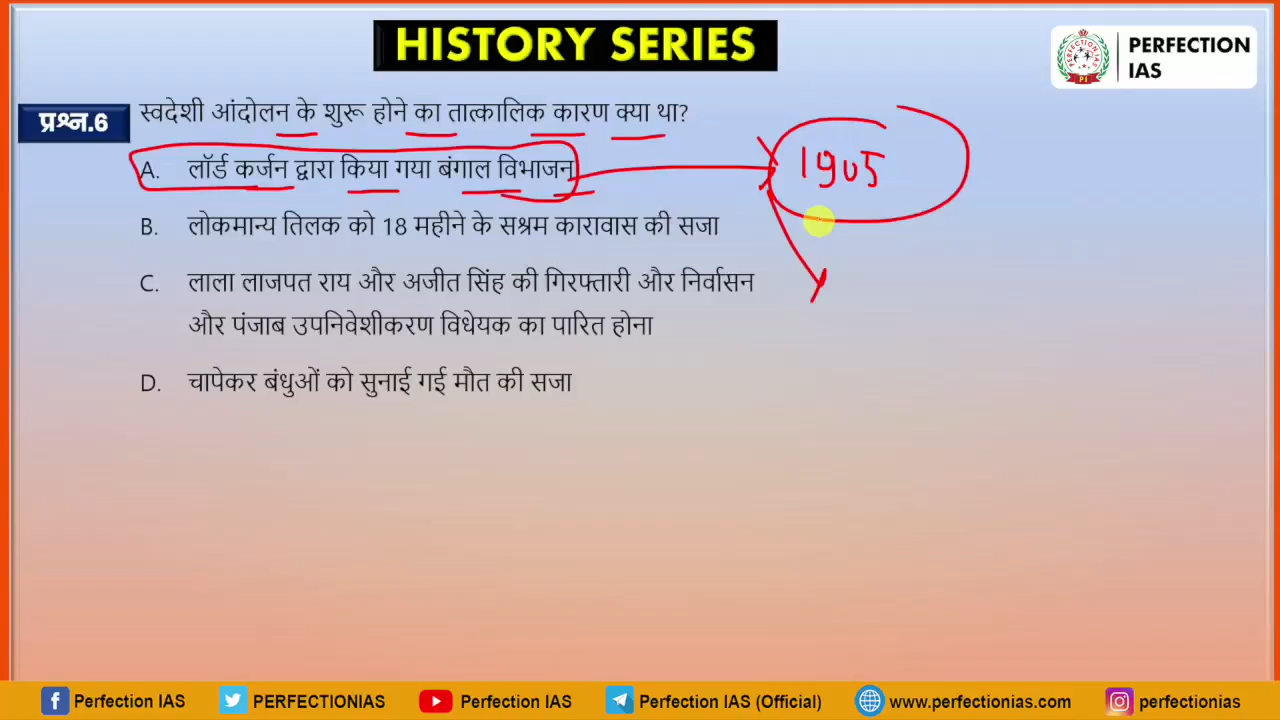 HISTORY SERIES
PERFECTION
IAS
प्रश्न.6
स्वदेशी आंदोलन के शुरू होने का तात्कालिक कारण क्या था?
A. लॉर्ड कर्जन द्वारा किया गया बंगाल विभाजन
1905
B. लोकमान्य तिलक को 18 महीने के सश्रम कारावास की सजा
C. लाला लाजपत राय और अजीत सिंह की गिरफ्तारी और निर्वासन
और पंजाब उपनिवेशीकरण विधेयक का पारित होना
D. चापेकर बंधुओं को सुनाई गई मौत की सजा
Perfection IAS PERFECTIONIAS Perfection IAS Perfection IAS (Official) www.perfectionias.com perfectionias